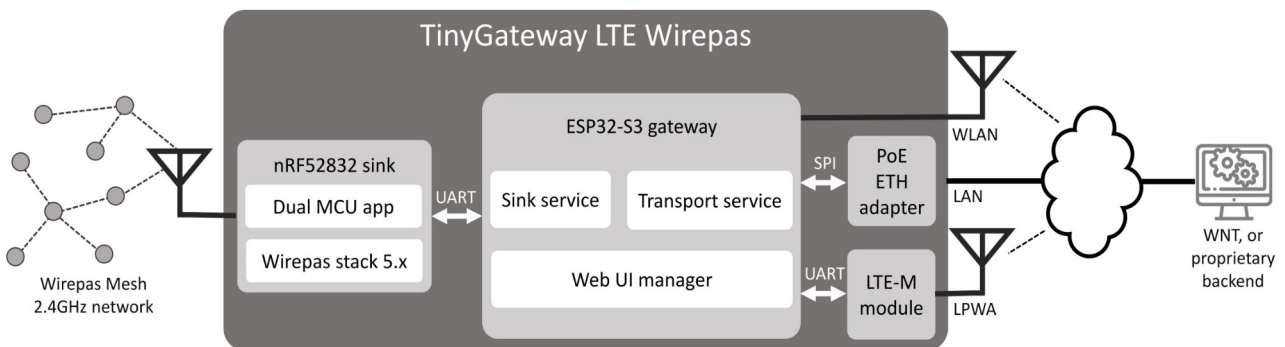 TinyGateway LTE Wirepas
Wirepas Mesh
2.4GHz network
nRF52832 sink
Dual MCU app
Wirepas stack 5.x
UART
ESP32-S3 gateway
Sink service
Transport service
Web UI manager
SPI
UART
PoE
ETH
adapter
LTE-M
module
WLAN
LAN
LPWA
WNT, or
proprietary
backend